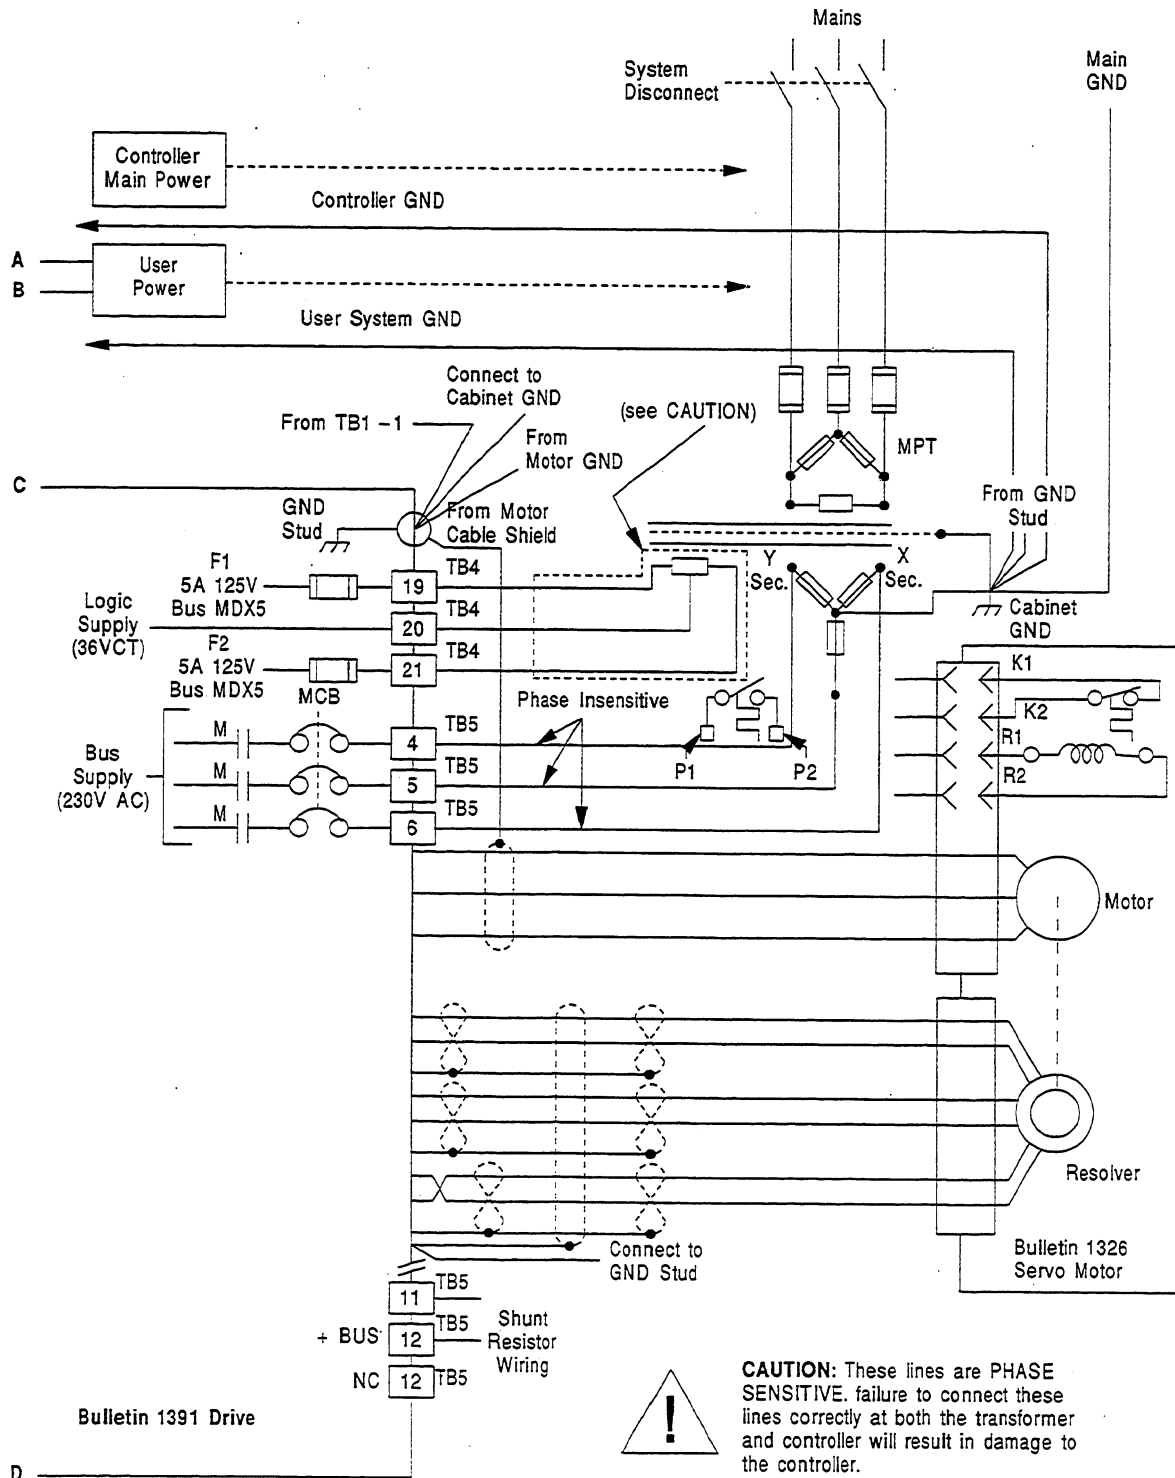 Mains
System
Disconnect
Main
GND
Controller
Main Power
Controller GND
A
B
User
Power
User System GND
Connect to
Cabinet GND
(see CAUTION)
From TB1 -1
From
Motor GND
MPT
C
GND
Stud
From Motor
Cable Shield
From GND
Stud
F1
5A 125V
Bus MDX5
19
TB4
Y
Sec.
X
Sec.
Logic
Supply
(36VCT)
20
TB4
Cabinet
GND
F2
5A 125V
Bus MDX5
21
TB4
K1
MCB
Phase Insensitive
K2
Bus
Supply
(230V AC)
M
4
TB5
R1
M
5
TB5
P1
P2
R2
M
6
TB5
Motor
Resolver
Connect to
GND Stud
Bulletin 1326
Servo Motor
11
TB5
+ BUS
12
TB5
Shunt
Resistor
Wiring
NC
12
TB5
Bulletin 1391 Drive
!
CAUTION: These lines are PHASE
SENSITIVE. failure to connect these
lines correctly at both the transformer
and controller will result in damage to
the controller.
D